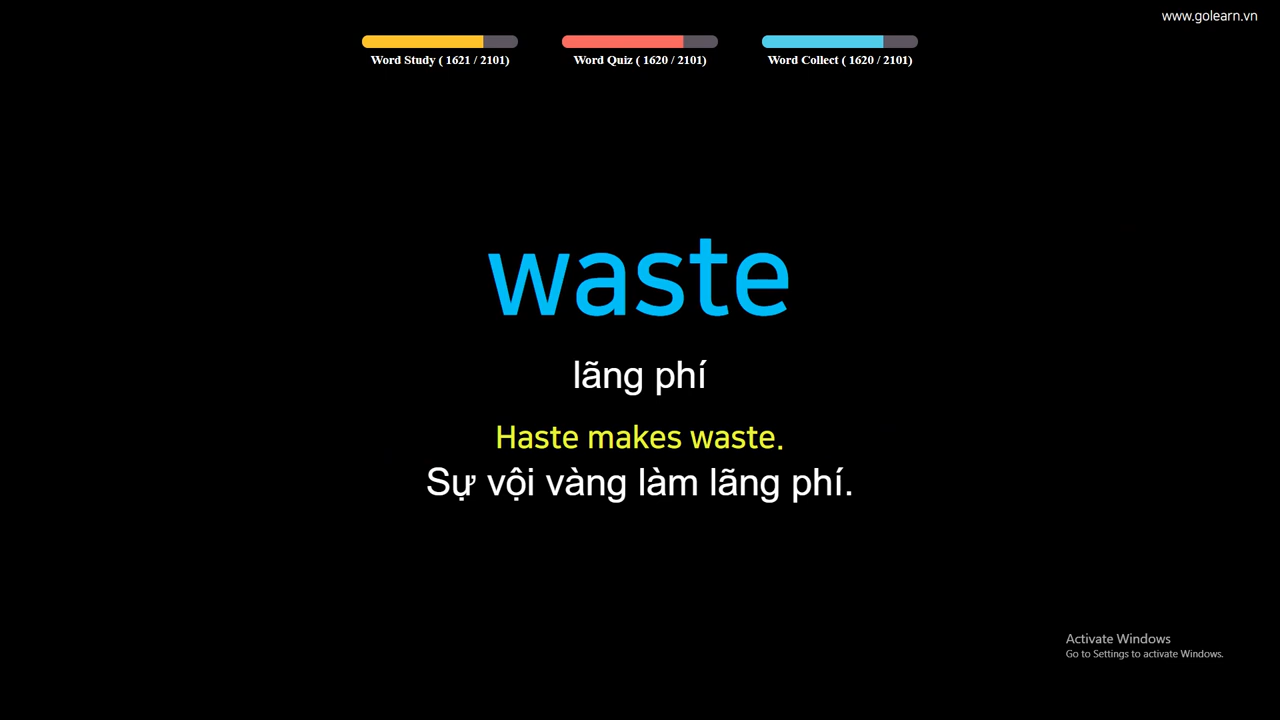 www.golearn.vn
Word Study ( 1621 / 2101)
Word Quiz ( 1620 / 2101)
Word Collect ( 1620 / 2101)
waste
lãng phí
Haste makes waste.
Sự vội vàng làm lãng phí.
Activate Windows
Go to Settings to activate Windows.